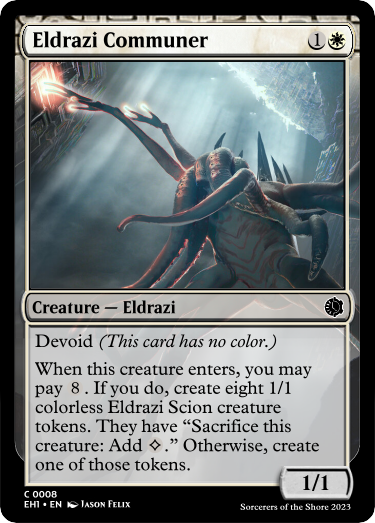 Eldrazi Communer 1
Creature — Eldrazi
Devoid (This card has no color.)
When this creature enters, you may
pay 8. If you do, create eight 1/1
colorless Eldrazi Scion creature
tokens. They have “Sacrifice this
creature: Add .” Otherwise, create
one of those tokens.
1/1
C 0008
EH1 • EN Jason Felix
Sorcerers of the Shore 2023